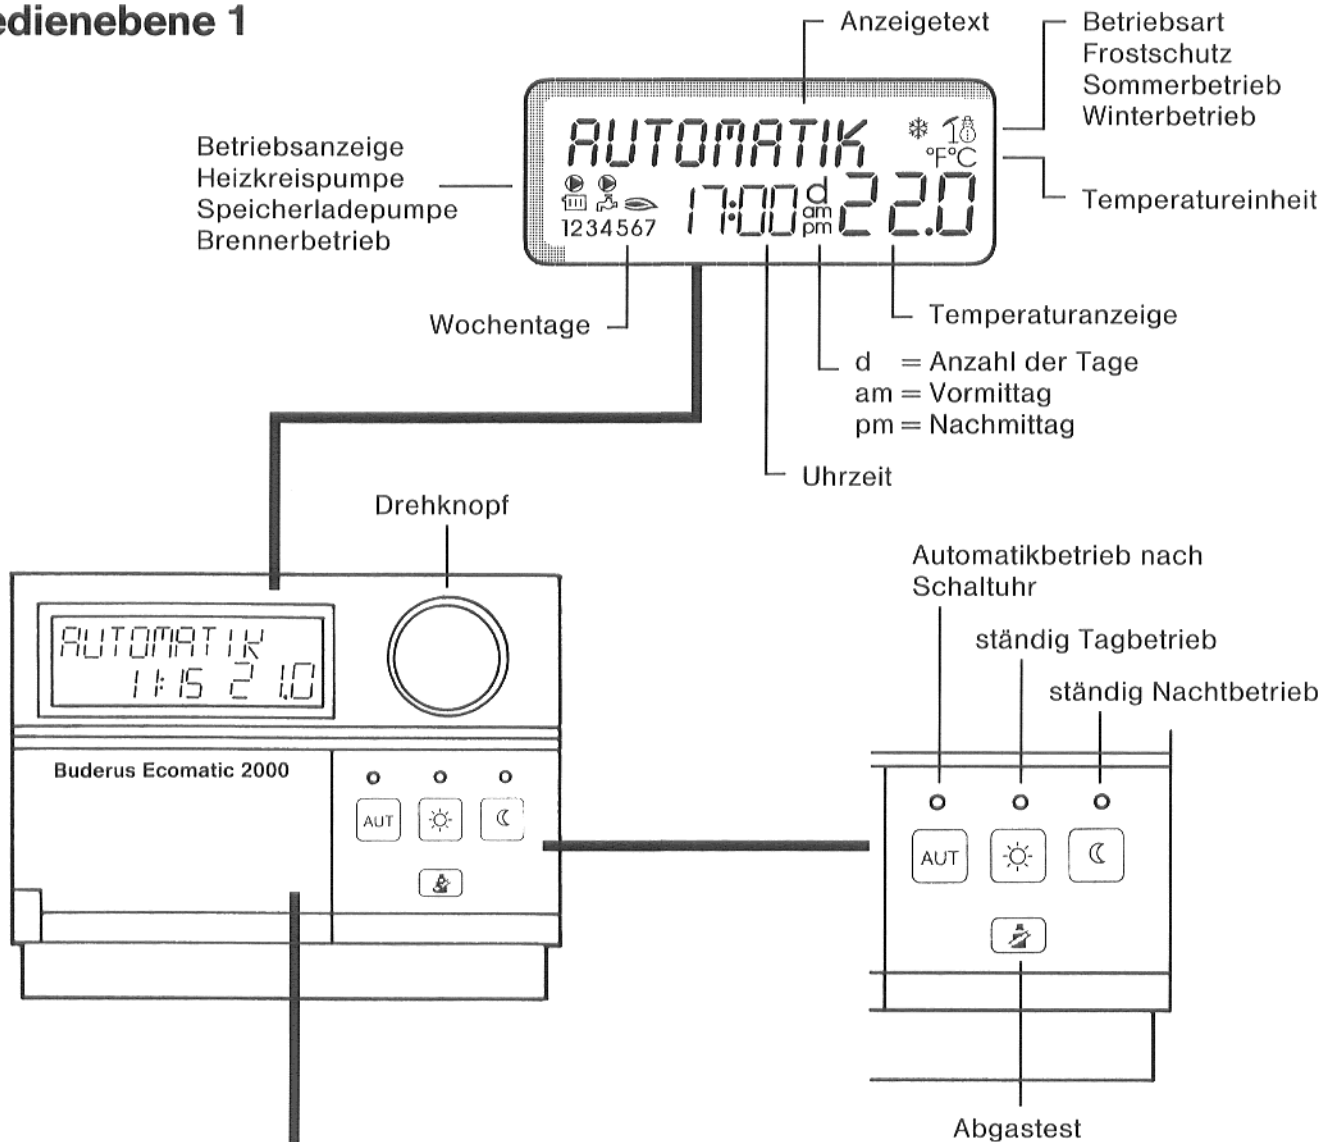 edienebene 1
Anzeigetext
Betriebsart
Frostschutz
Sommerbetrieb
Winterbetrieb
Betriebsanzeige
Heizkreispumpe
Speicherladepumpe
Brennerbetrieb
AUTOMATIK
°F°C
1234567
17:00
d
am
pm
22.0
Temperatureinheit
Wochentage
Temperaturanzeige
d = Anzahl der Tage
am = Vormittag
pm = Nachmittag
Uhrzeit
Drehknopf
AUTOMATIK
11:15 21.0
Buderus Ecomatic 2000
AUT
Automatikbetrieb nach
Schaltuhr
ständig Tagbetrieb
ständig Nachtbetrieb
AUT
Abgastest